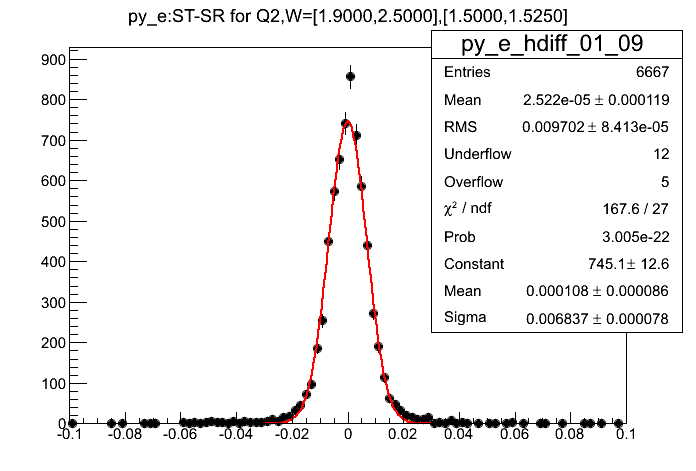 py_e:ST-SR for Q2,W=[1.9000,2.5000],[1.5000,1.5250]
py_e_hdiff_01_09
Entries 6667
Mean 2.522e-05 ± 0.000119
RMS 0.009702 ± 8.413e-05
Underflow 12
Overflow 5
χ² / ndf 167.6 / 27
Prob 3.005e-22
Constant 745.1 ± 12.6
Mean 0.000108 ± 0.000086
Sigma 0.006837 ± 0.000078
900
800
700
600
500
400
300
200
100
0
-0.1 -0.08 -0.06 -0.04 -0.02 0 0.02 0.04 0.06 0.08 0.1